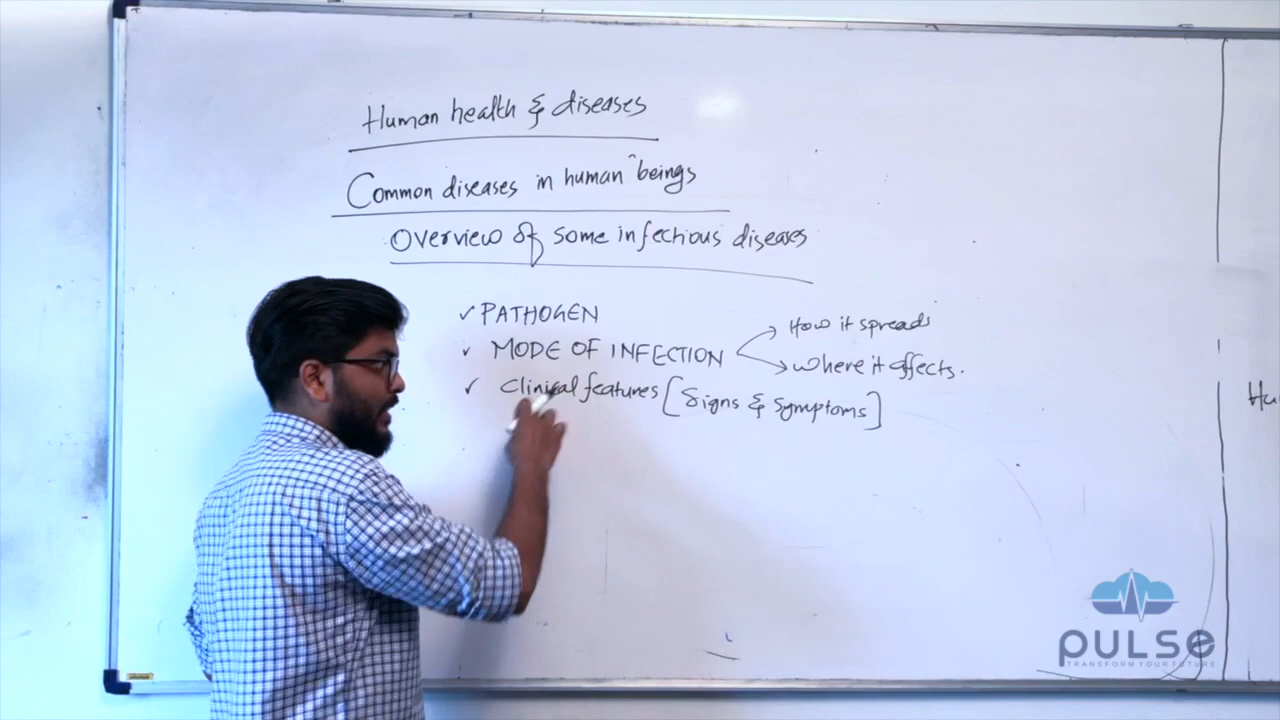 Human health & diseases
Common diseases in human beings
Overview of some infectious diseases
✓ PATHOGEN
✓ MODE OF INFECTION
How it spreads
Where it affects.
✓ Clinical features [Signs & Symptoms]
Hu
PULSE
TRANSFORM YOUR FUTURE